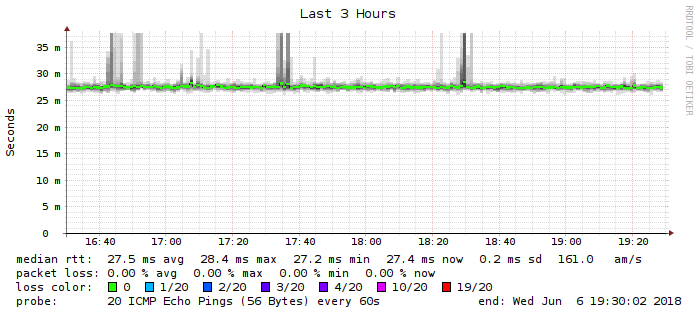 Last 3 Hours
RRDTOOL / TOBI OETIKER
Seconds
35 m
30 m
25 m
20 m
15 m
10 m
5 m
0
16:40 17:00 17:20 17:40 18:00 18:20 18:40 19:00 19:20
median rtt: 27.5 ms avg 28.4 ms max 27.2 ms min 27.4 ms now 0.2 ms sd 161.0 am/s
packet loss: 0.00 % avg 0.00 % max 0.00 % min 0.00 % now
loss color: 0 1/20 2/20 3/20 4/20 10/20 19/20
probe: 20 ICMP Echo Pings (56 Bytes) every 60s end: Wed Jun 6 19:30:02 2018